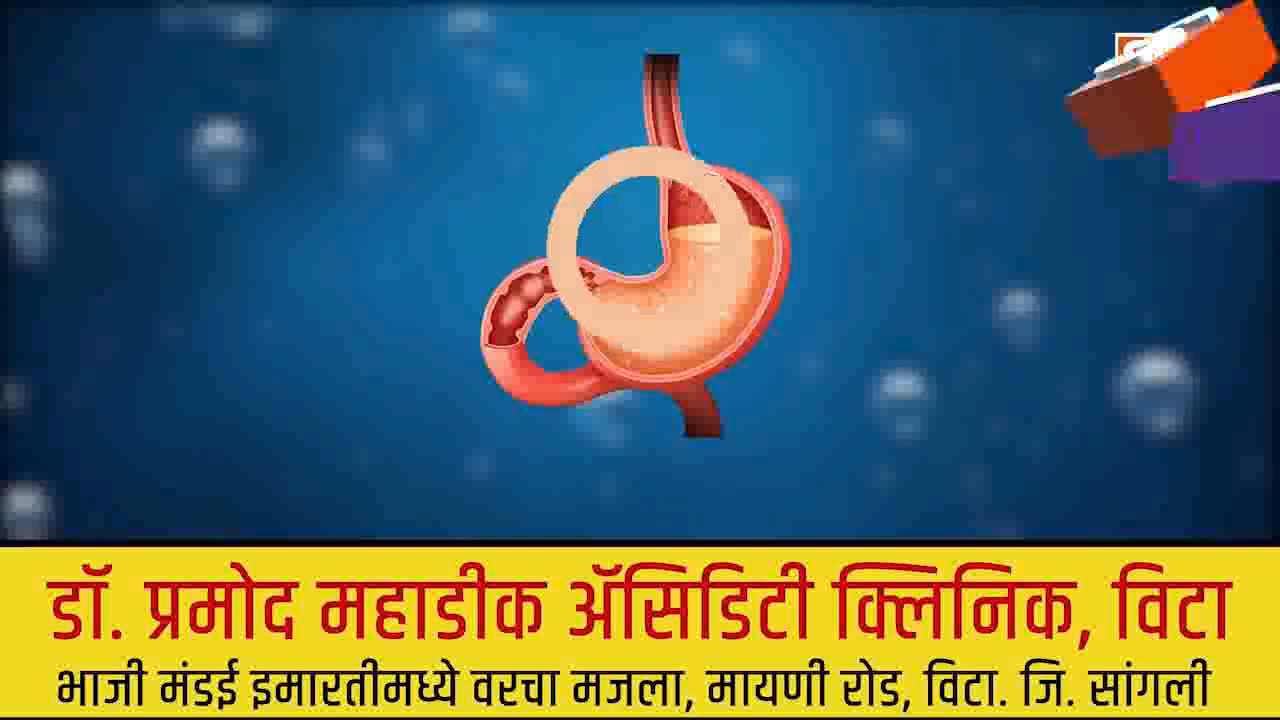 डॉ. प्रमोद महाडीक ॲसिडिटी क्लिनिक, विटा
भाजी मंडई इमारतीमध्ये वरचा मजला, मायणी रोड, विटा. जि. सांगली